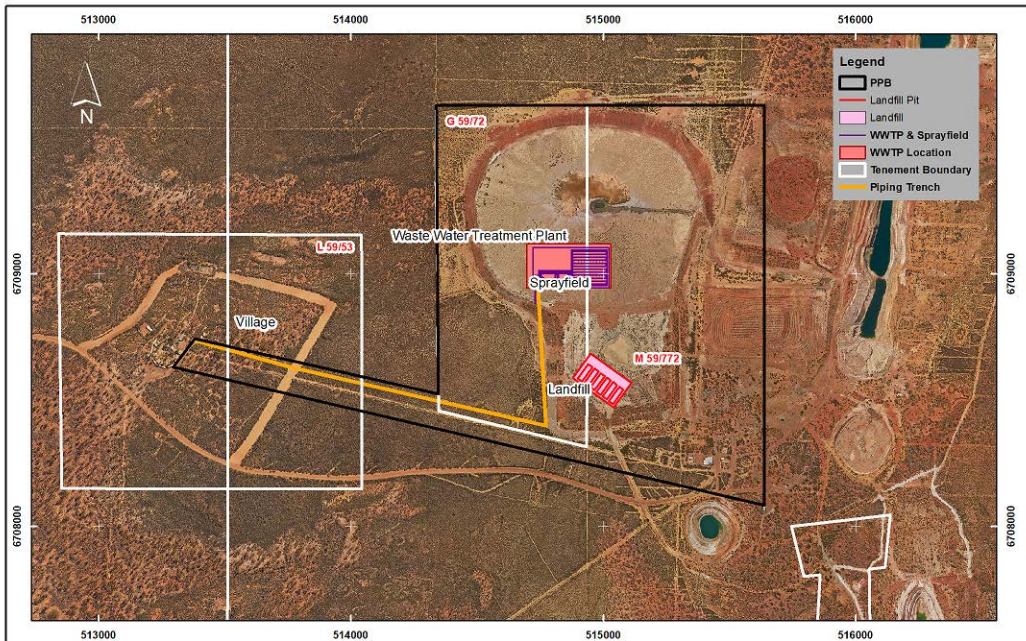 513000 514000 515000 516000
N
Legend
PPB
Landfill Pit
Landfill
WWTP & Sprayfield
WWTP Location
Tenement Boundary
Piping Trench
G 59/72
Waste Water Treatment Plant
L 59/53
6709000 6709000
Sprayfield
Village
M 59/772
Landfill
6708000 6708000
513000 514000 515000 516000